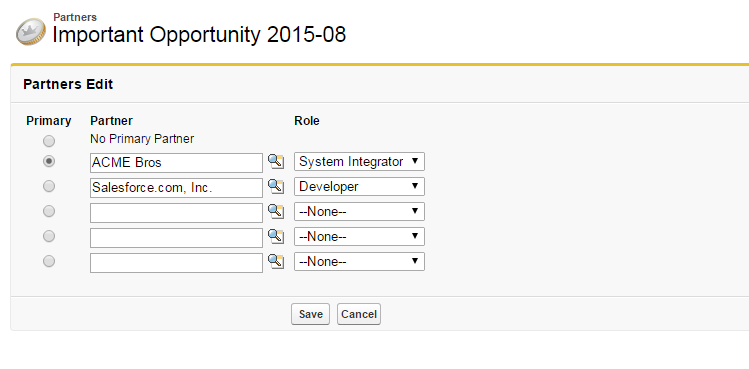 Partners
Important Opportunity 2015-08
Partners Edit
Primary Partner Role
No Primary Partner
ACME Bros System Integrator
Salesforce.com, Inc. Developer
--None--
--None--
--None--
Save Cancel